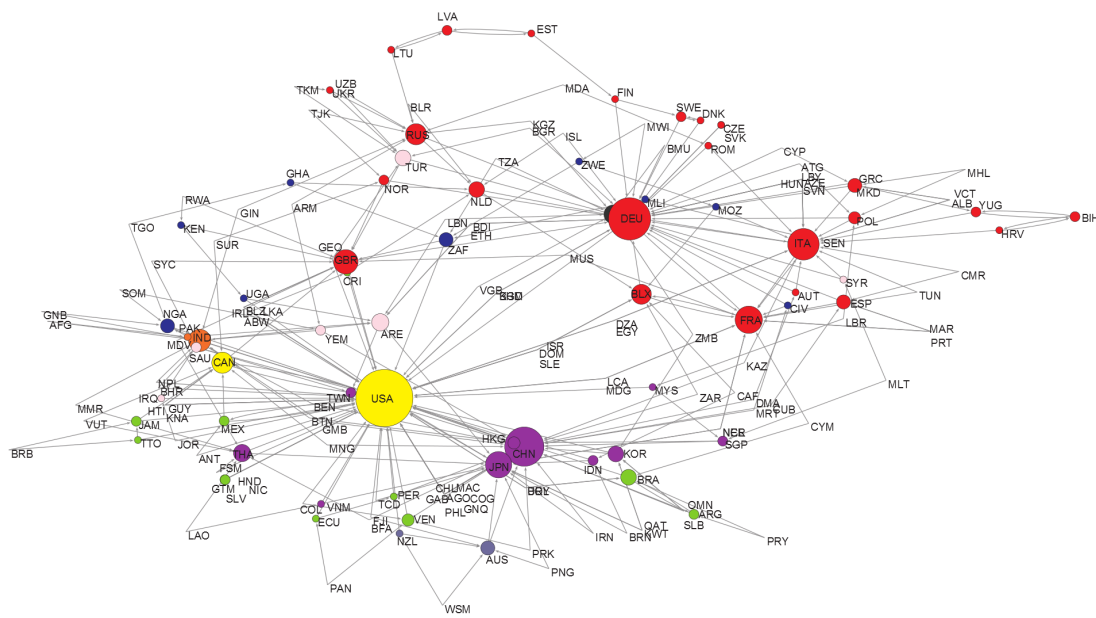 LVA
EST
LTU
UZB
TKM
UKR
MDA
FIN
TJK
BLR
SWE
DNK
RUS
KGZ
BGR
ISL
MWI
CZE
SVK
BMU
ROM
TUR
TZA
ZWE
CYP
GHA
NOR
ATG
LBY
HUN
AZE
SVN
GRC
MKD
MHL
RWA
NLD
MLI
VCT
ALB
YUG
GIN
ARM
MOZ
DEU
POL
BIH
TGO
KEN
LBN
BDI
ETH
HRV
SUR
GEO
ZAF
ITA
SEN
SYC
GBR
MUS
CRI
SYR
CMR
SOM
UGA
VGB
BLX
AUT
TUN
GNB
AFG
NGA
IRL
BLZ
LKA
ABW
CIV
ESP
PAK
IND
YEM
ARE
DZA
EGY
FRA
LBR
MAR
MDV
SAU
ISR
DOM
SLE
ZMB
PRT
CAN
KAZ
NPL
BHR
IRQ
USA
LCA
MDG
MYS
MLT
TWN
MMR
HTI
GUY
KNA
BEN
ZAR
CAF
DMA
MRT
CUB
VUT
JAM
MEX
BTN
GMB
CYM
TTO
JOR
HKG
CHN
SGP
BRB
ANT
THA
MNG
KOR
FSM
JPN
IDN
GTM
HND
NIC
SLV
BRA
CHL
MAC
PER
TCD
GAB
AGO
COG
COL
VNM
PHL
GNQ
OMN
ARG
ECU
FJI
BFA
VEN
SLB
LAO
NZL
QAT
KWT
IRN
BRN
PRY
AUS
PRK
PNG
PAN
WSM